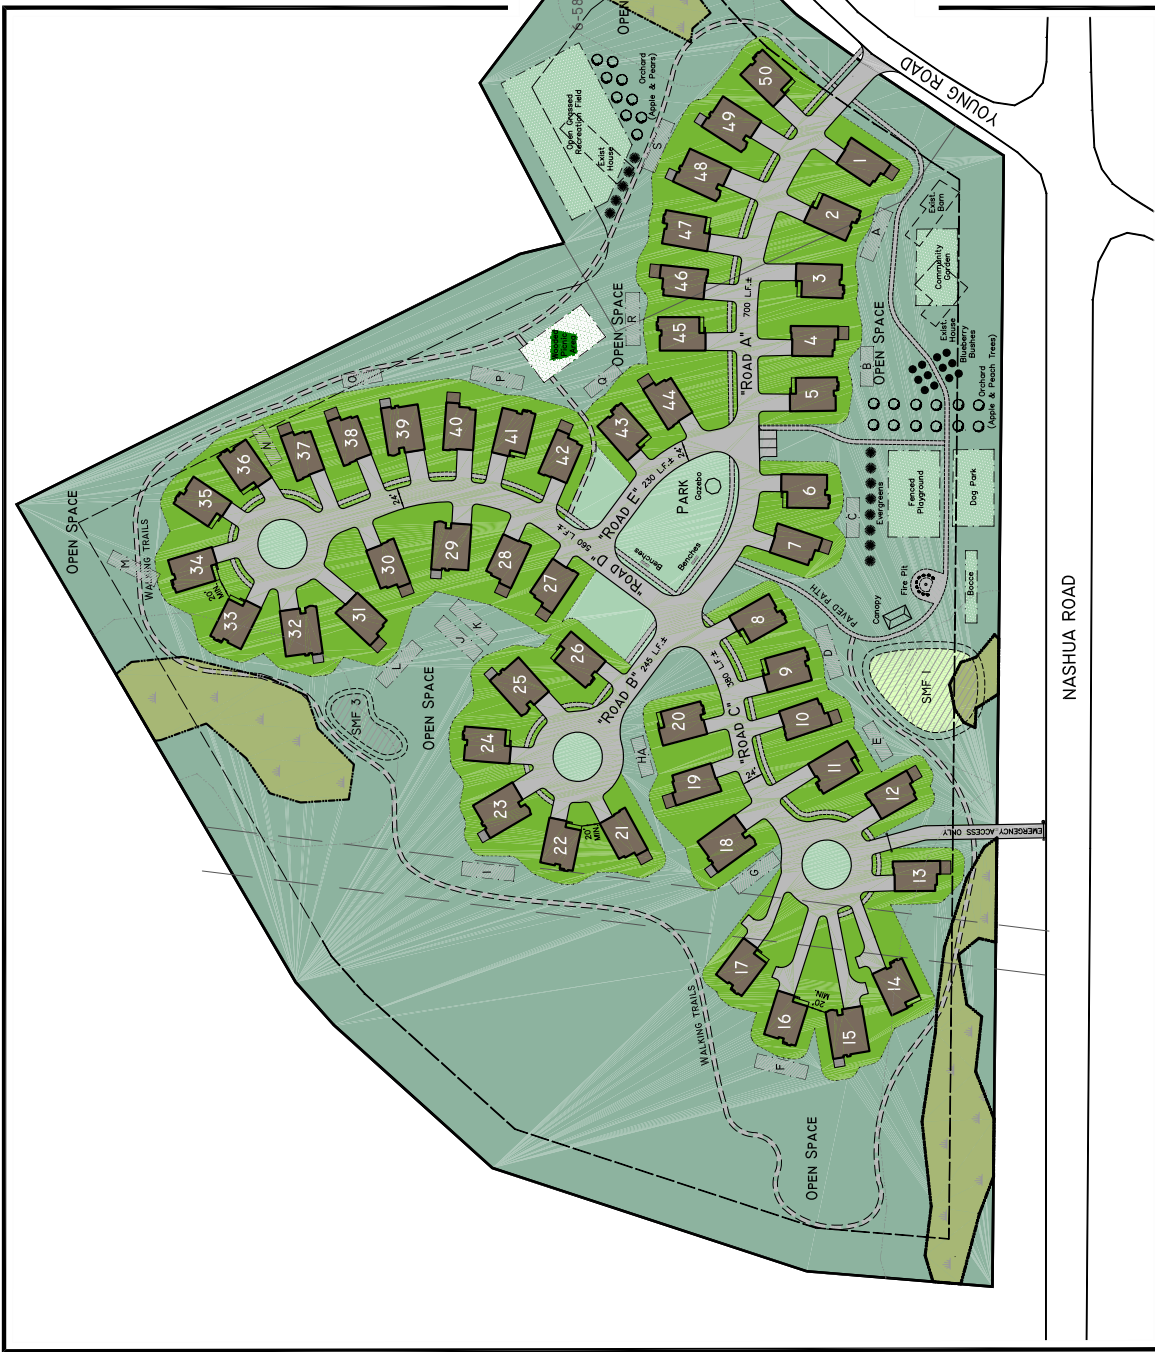 6-58
OPEN
Orchard
(Apple & Pears)
Open Grassed
Recreation Field
Exist
House
S
YOUNG ROAD
50
49
48
47
46
45
44
43
1
2
3
4
5
6
7
A
B
C
Exist.
Barn
Community
Garden
Exist.
House
Blueberry
Bushes
Orchard
(Apple & Peach Trees)
OPEN SPACE
OPEN SPACE
R
Q
P
O
N
M
700 L.F.±
"ROAD A"
Wooded
Picnic
Area
24'
230 L.F.±
"ROAD E"
PARK
Gazebo
Benches
Benches
Evergreens
Fenced
Playground
Dog Park
Bocce
Fire Pit
Canopy
PAVED PATH
SMF 1
OPEN SPACE
WALKING TRAILS
35
36
37
38
39
40
41
42
34
33
32
31
30
29
28
27
20'
MIN.
24'
560 L.F.±
"ROAD D"
L
J
K
SMF 3
OPEN SPACE
26
25
24
23
22
21
20'
MIN.
245 L.F.±
"ROAD B"
HA
I
8
9
10
11
12
13
14
15
16
17
18
19
20
380 L.F.±
"ROAD C"
24'
D
E
F
G
20'
MIN.
EMERGENCY ACCESS ONLY
WALKING TRAILS
OPEN SPACE
NASHUA ROAD